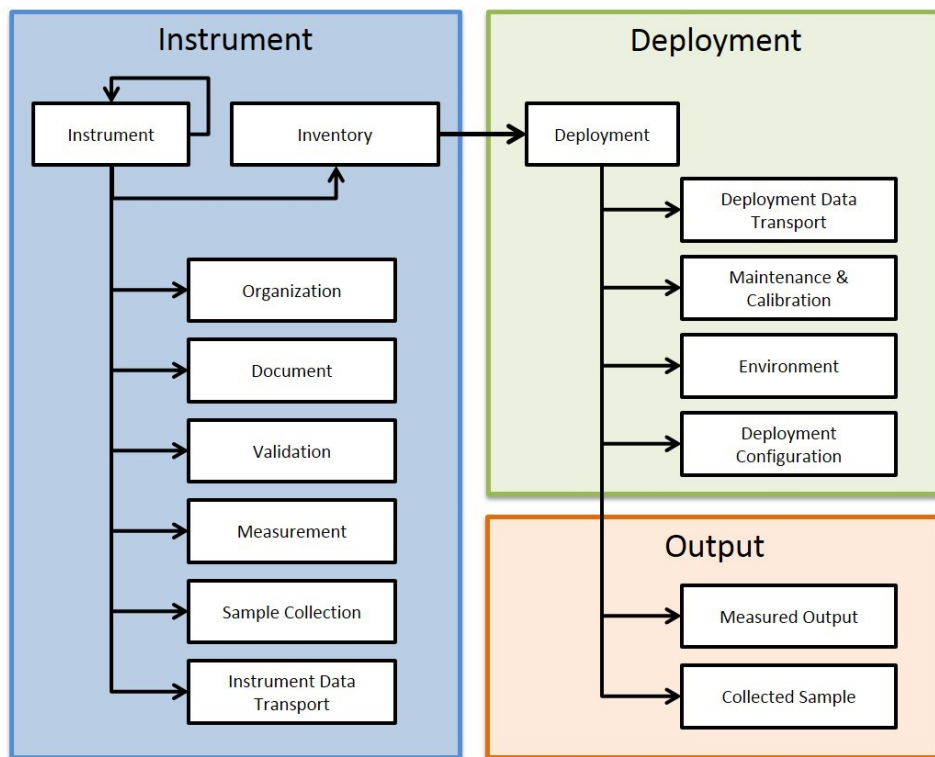 Instrument
Instrument
Inventory
Organization
Document
Validation
Measurement
Sample Collection
Instrument Data
Transport
Deployment
Deployment
Deployment Data
Transport
Maintenance &
Calibration
Environment
Deployment
Configuration
Output
Measured Output
Collected Sample